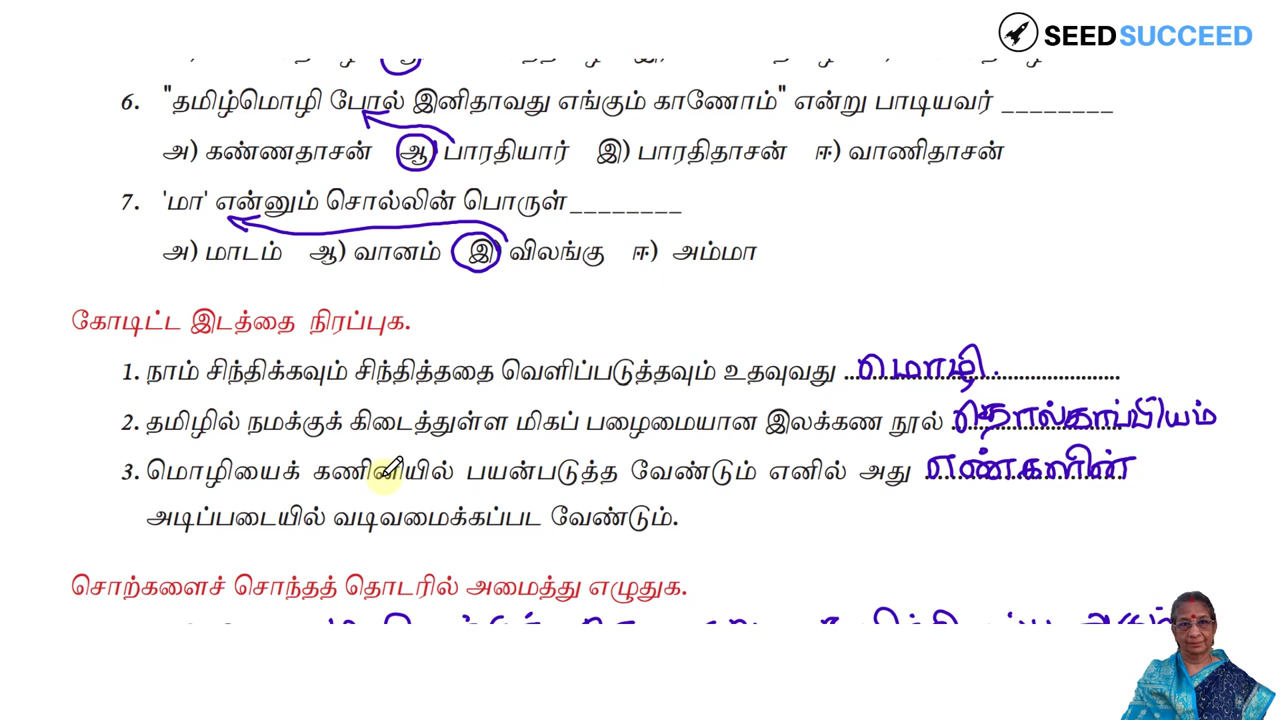 SEEDSUCCEED
6. "தமிழ்மொழி போல் இனிதாவது எங்கும் காணோம்" என்று பாடியவர் ________
அ) கண்ணதாசன் ஆ) பாரதியார் இ) பாரதிதாசன் ஈ) வாணிதாசன்
7. 'மா' என்னும் சொல்லின் பொருள் ________
அ) மாடம் ஆ) வானம் இ) விலங்கு ஈ) அம்மா
கோடிட்ட இடத்தை நிரப்புக.
1. நாம் சிந்திக்கவும் சிந்தித்ததை வெளிப்படுத்தவும் உதவுவது மொழி.
2. தமிழில் நமக்குக் கிடைத்துள்ள மிகப் பழைமையான இலக்கண நூல் தொல்காப்பியம்
3. மொழியைக் கணினியில் பயன்படுத்த வேண்டும் எனில் அது எண்களின்
அடிப்படையில் வடிவமைக்கப்பட வேண்டும்.
சொற்களைச் சொந்தத் தொடரில் அமைத்து எழுதுக.